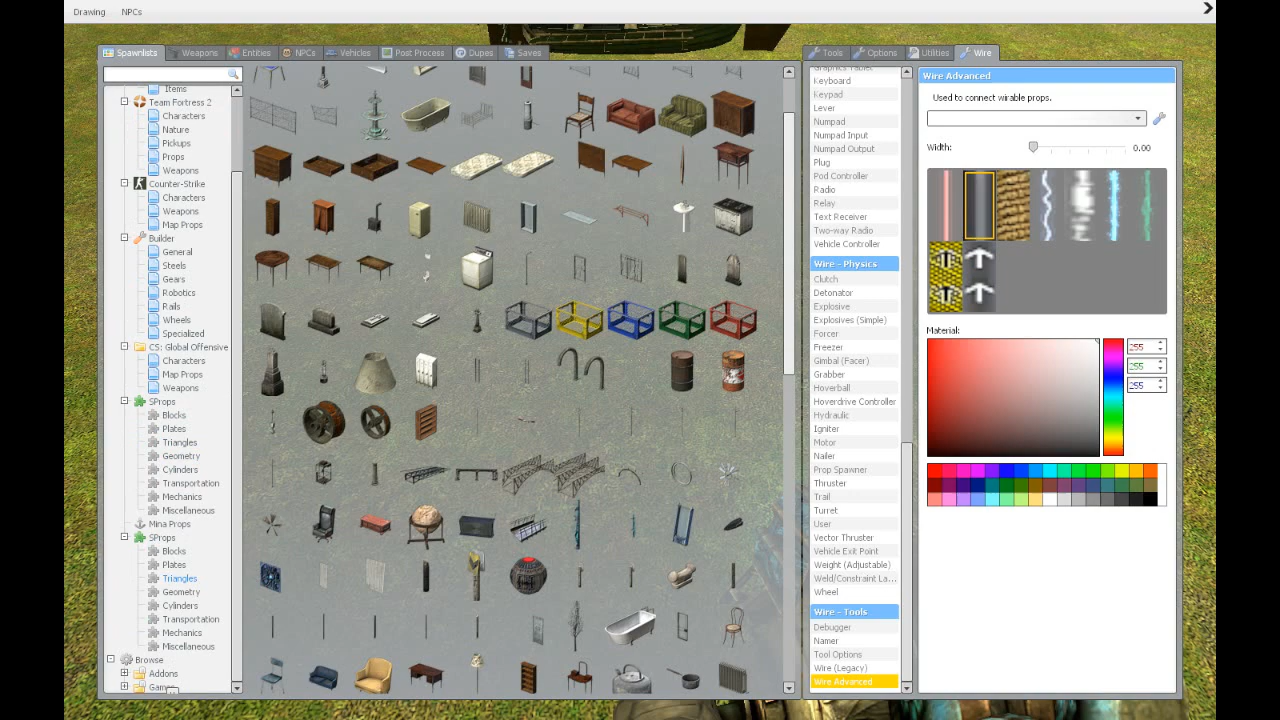 Drawing NPCs
Spawnlists Weapons Entities NPCs Vehicles Post Process Dupes Saves
Items
Team Fortress 2
Characters
Nature
Pickups
Props
Weapons
Counter-Strike
Characters
Weapons
Map Props
Builder
General
Steels
Gears
Robotics
Rails
Wheels
Specialized
CS: Global Offensive
Characters
Map Props
Weapons
SProps
Blocks
Plates
Triangles
Geometry
Cylinders
Transportation
Mechanics
Miscellaneous
Mina Props
SProps
Blocks
Plates
Triangles
Geometry
Cylinders
Transportation
Mechanics
Miscellaneous
Browse
Addons
Games
Tools Options Utilities Wire
Graphics Tablet
Keyboard
Keypad
Lever
Numpad
Numpad Input
Numpad Output
Plug
Pod Controller
Radio
Relay
Text Receiver
Two-way Radio
Vehicle Controller
Wire - Physics
Clutch
Detonator
Explosive
Explosives (Simple)
Forcer
Freezer
Gimbal (Facer)
Grabber
Hoverball
Hoverdrive Controller
Hydraulic
Igniter
Motor
Nailer
Prop Spawner
Thruster
Trail
Turret
User
Vector Thruster
Vehicle Exit Point
Weight (Adjustable)
Weld/Constraint La...
Wheel
Wire - Tools
Debugger
Namer
Tool Options
Wire (Legacy)
Wire Advanced
Wire Advanced
Used to connect wirable props.
Width: 0.00
Material:
255
255
255